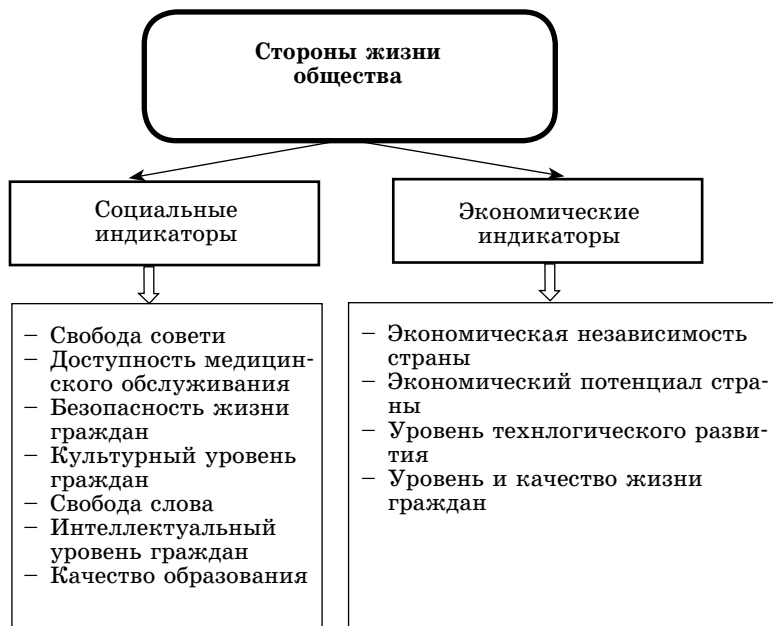 Стороны жизни
общества
Социальные
индикаторы
Экономические
индикаторы
– Свобода совети
– Доступность медицин-
ского обслуживания
– Безопасность жизни
граждан
– Культурный уровень
граждан
– Свобода слова
– Интеллектуальный
уровень граждан
– Качество образования
– Экономическая независимость
страны
– Экономический потенциал стра-
ны
– Уровень технлогического разви-
тия
– Уровень и качество жизни
граждан